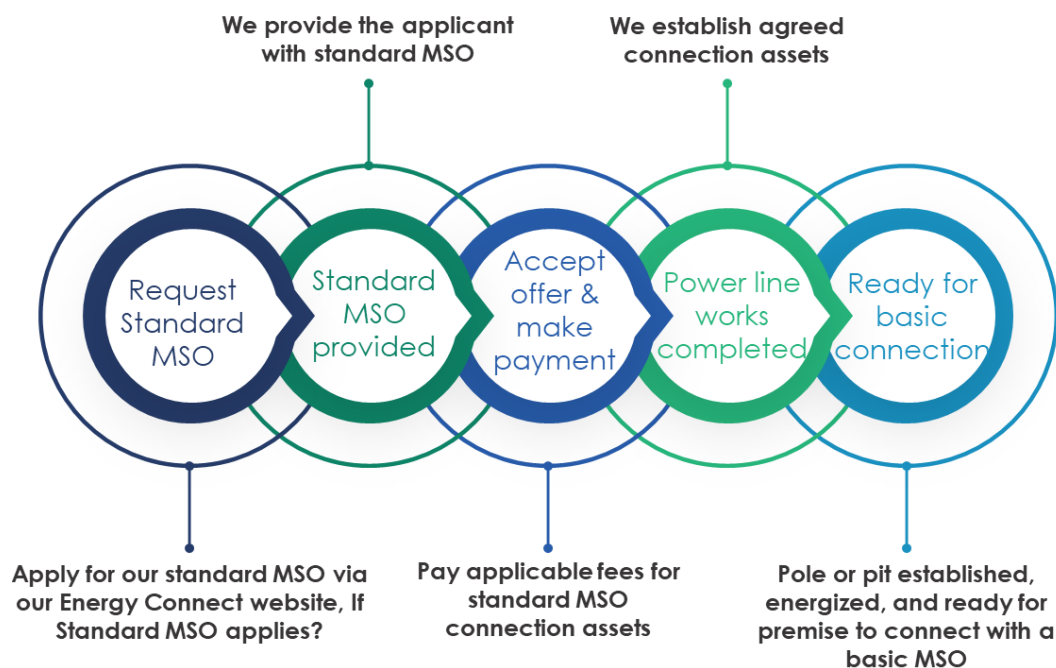 We provide the applicant
with standard MSO
We establish agreed
connection assets
Request
Standard
MSO
Standard
MSO
provided
Accept
offer &
make
payment
Power line
works
completed
Ready for
basic
connection
Apply for our standard MSO via
our Energy Connect website, If
Standard MSO applies?
Pay applicable fees for
standard MSO
connection assets
Pole or pit established,
energized, and ready for
premise to connect with a
basic MSO